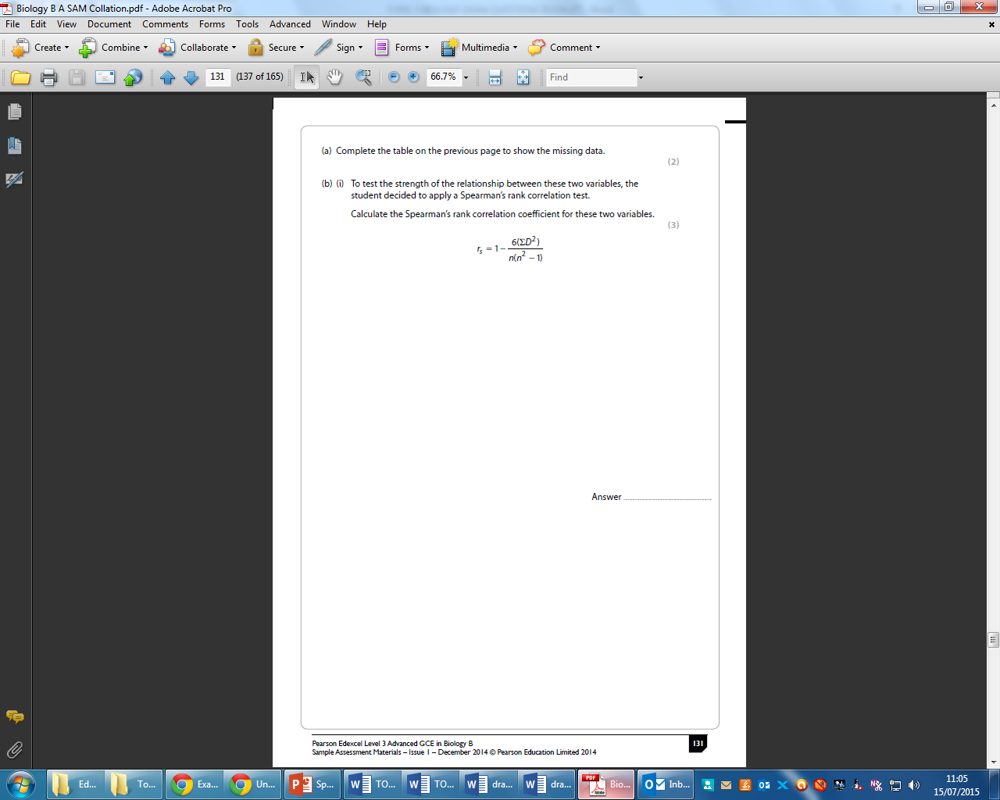 Biology B A SAM Collation.pdf - Adobe Acrobat Pro
File Edit View Document Comments Forms Tools Advanced Window Help
Create Combine Collaborate Secure Sign Forms Multimedia Comment
131 (137 of 165) 66.7% Find
(a) Complete the table on the previous page to show the missing data.
(2)
(b) (i) To test the strength of the relationship between these two variables, the
student decided to apply a Spearman's rank correlation test.
Calculate the Spearman's rank correlation coefficient for these two variables.
(3)
rₛ = 1 – 6(ΣD²) / n(n² – 1)
Answer
Pearson Edexcel Level 3 Advanced GCE in Biology B
Sample Assessment Materials – Issue 1 – December 2014 © Pearson Education Limited 2014
131
Ed... To... Exa... Un... Sp... TO... TO... dra... dra... Bio... Inb...
11:05
15/07/2015